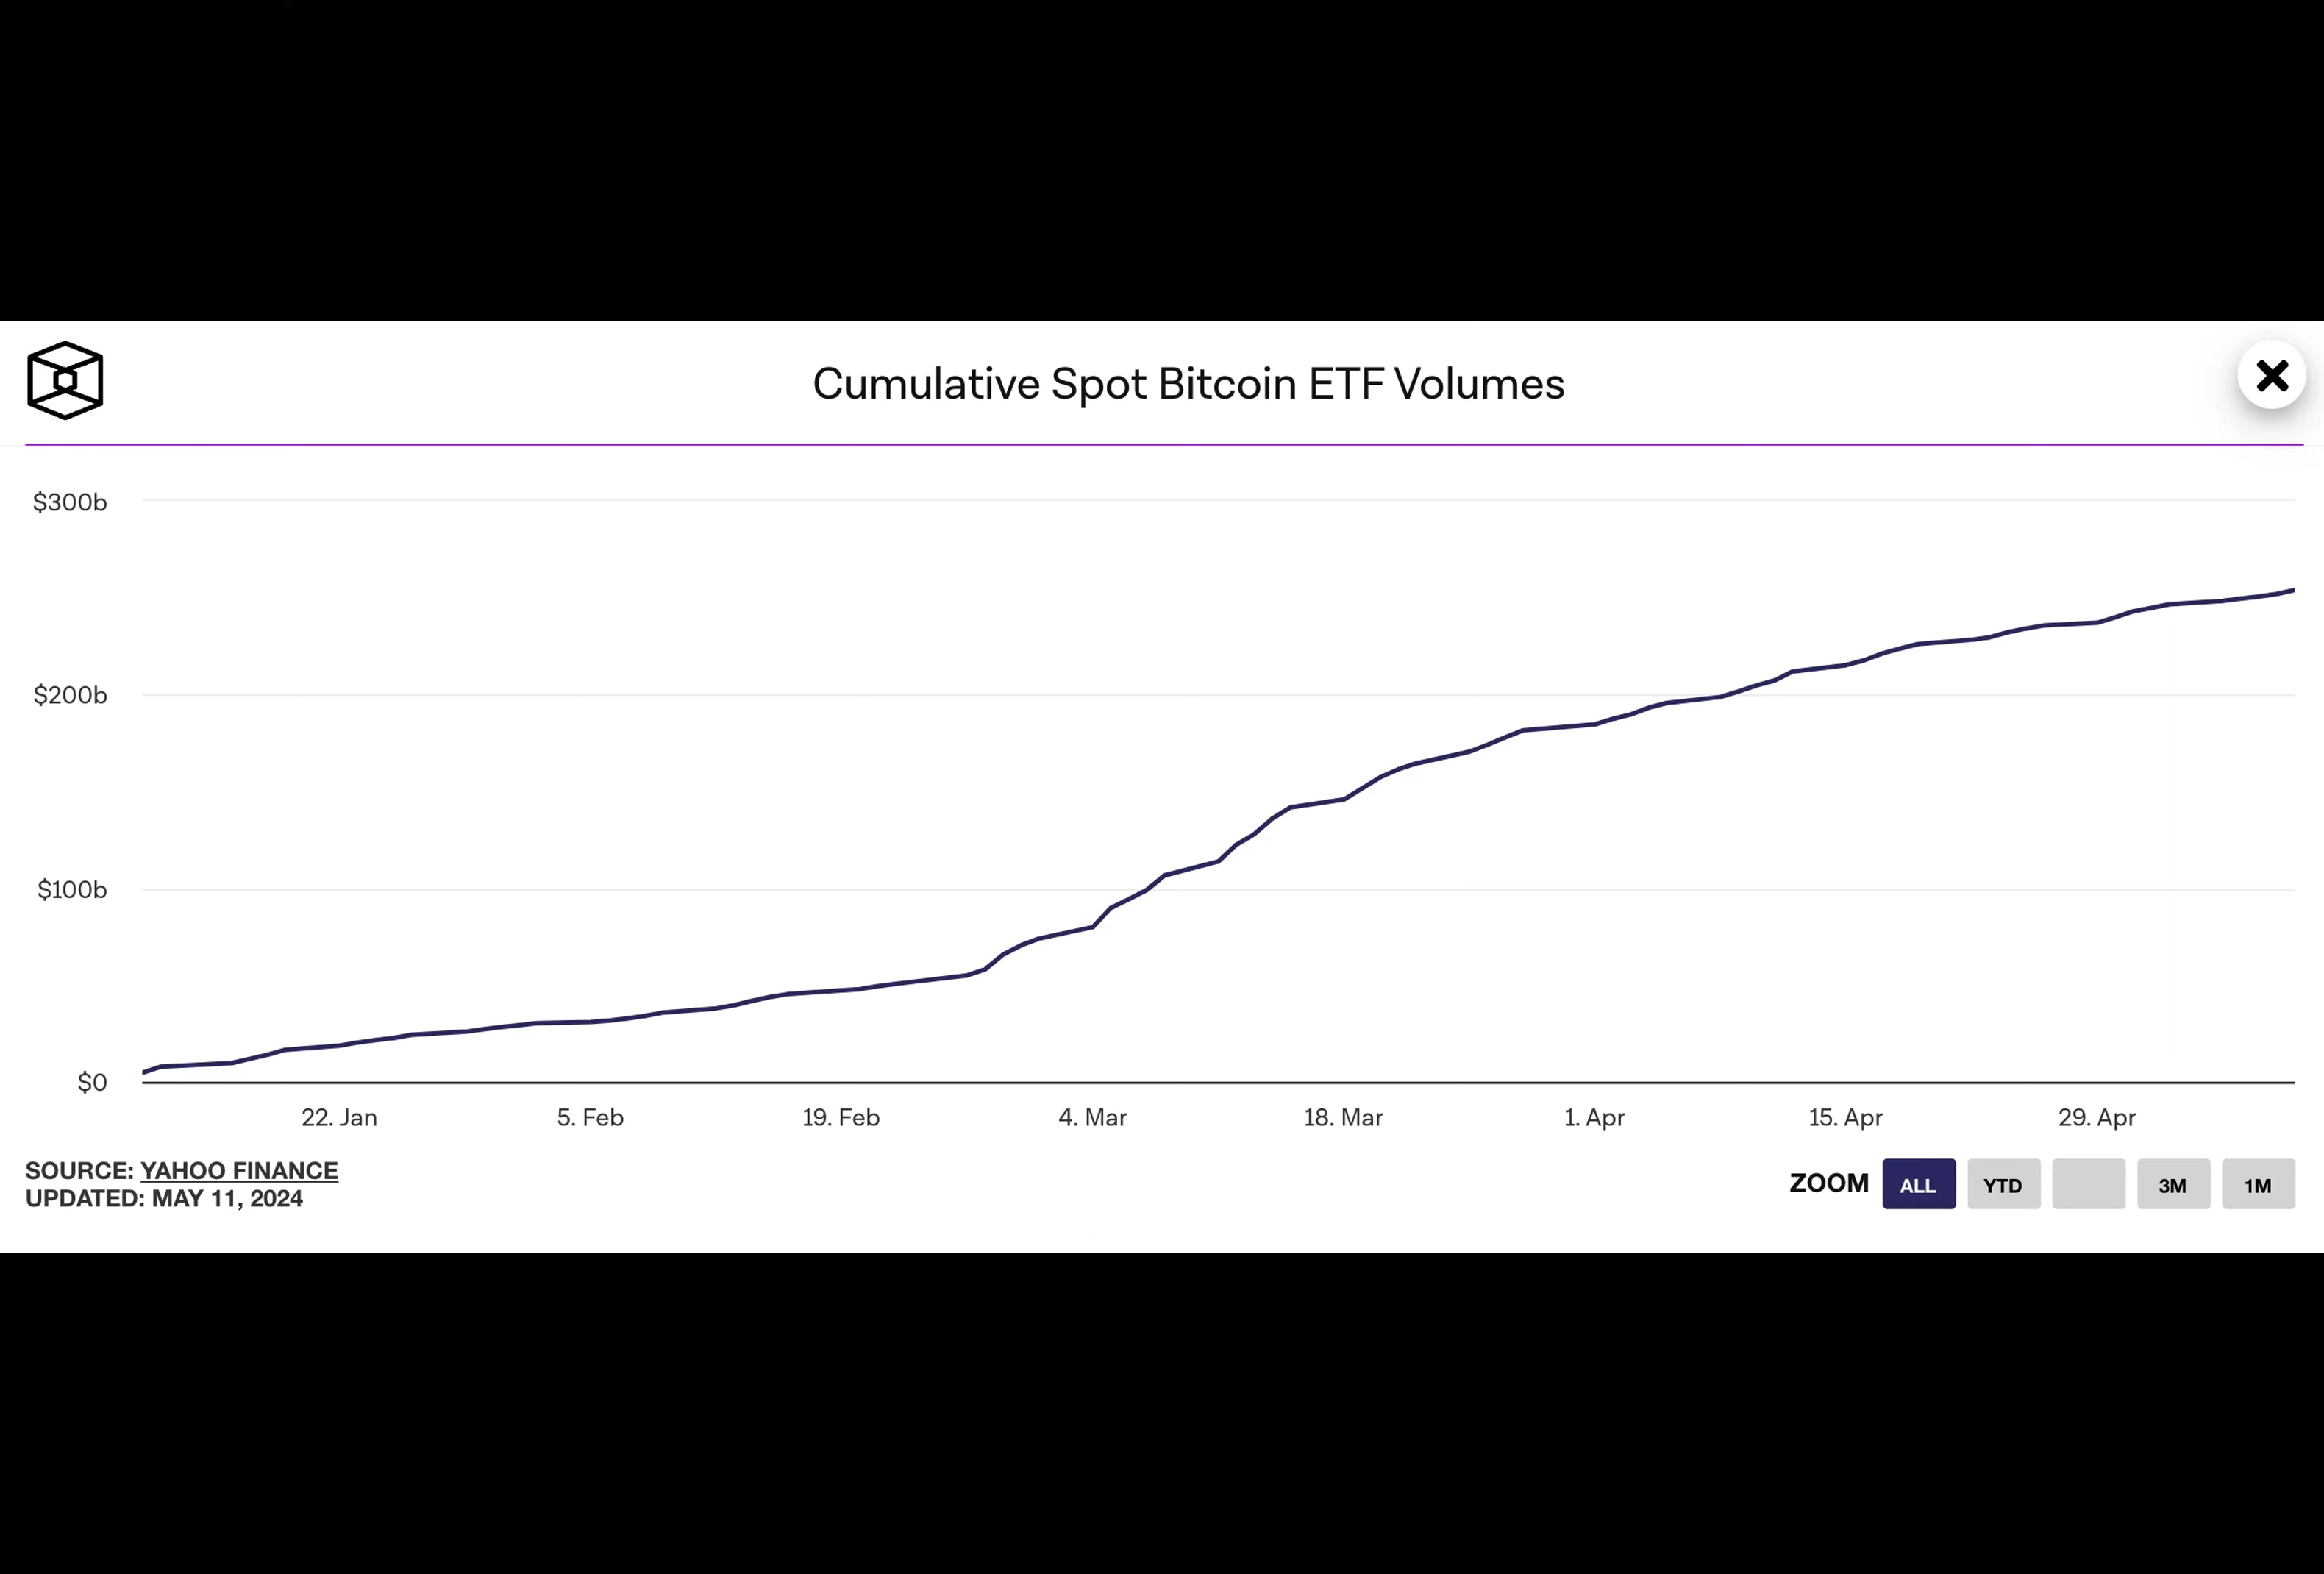 Cumulative Spot Bitcoin ETF Volumes
$300b
$200b
$100b
$0
22. Jan
5. Feb
19. Feb
4. Mar
18. Mar
1. Apr
15. Apr
29. Apr
SOURCE: YAHOO FINANCE
UPDATED: MAY 11, 2024
ZOOM
ALL
YTD
3M
1M